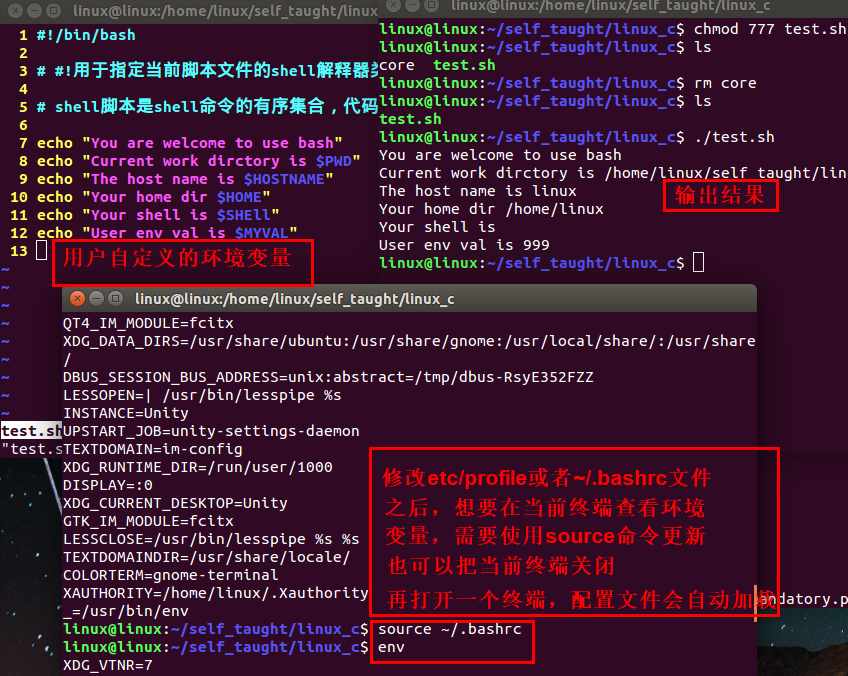 linux@linux:/home/linux/self_taught/linux
1 #!/bin/bash
2
3 # #!用于指定当前脚本文件的shell解释器类
4
5 # shell脚本是shell命令的有序集合，代码
6
7 echo "You are welcome to use bash"
8 echo "Current work dirctory is $PWD"
9 echo "The host name is $HOSTNAME"
10 echo "Your home dir $HOME"
11 echo "Your shell is $SHEll"
12 echo "User env val is $MYVAL"
13
用户自定义的环境变量
~
~
~
~
~
~
~
~
~
test.sh
"test.s
linux@linux:/home/linux/self_taught/linux_c
linux@linux:~/self_taught/linux_c$ chmod 777 test.sh
linux@linux:~/self_taught/linux_c$ ls
core test.sh
linux@linux:~/self_taught/linux_c$ rm core
linux@linux:~/self_taught/linux_c$ ls
test.sh
linux@linux:~/self_taught/linux_c$ ./test.sh
You are welcome to use bash
Current work dirctory is /home/linux/self_taught/lin
The host name is linux
输出结果
Your home dir /home/linux
Your shell is
User env val is 999
linux@linux:~/self_taught/linux_c$
linux@linux:/home/linux/self_taught/linux_c
QT4_IM_MODULE=fcitx
XDG_DATA_DIRS=/usr/share/ubuntu:/usr/share/gnome:/usr/local/share/:/usr/share
/
DBUS_SESSION_BUS_ADDRESS=unix:abstract=/tmp/dbus-RsyE352FZZ
LESSOPEN=| /usr/bin/lesspipe %s
INSTANCE=Unity
UPSTART_JOB=unity-settings-daemon
TEXTDOMAIN=im-config
XDG_RUNTIME_DIR=/run/user/1000
DISPLAY=:0
XDG_CURRENT_DESKTOP=Unity
GTK_IM_MODULE=fcitx
LESSCLOSE=/usr/bin/lesspipe %s %s
TEXTDOMAINDIR=/usr/share/locale/
COLORTERM=gnome-terminal
XAUTHORITY=/home/linux/.Xauthority
_=/usr/bin/env
linux@linux:~/self_taught/linux_c$ source ~/.bashrc
linux@linux:~/self_taught/linux_c$ env
XDG_VTNR=7
修改etc/profile或者~/.bashrc文件
之后，想要在当前终端查看环境
变量，需要使用source命令更新
也可以把当前终端关闭
再打开一个终端，配置文件会自动加载
andatory.p